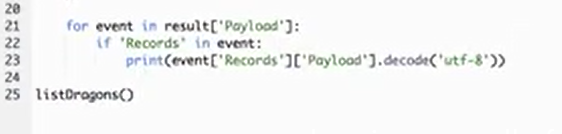 20
21 for event in result['Payload']:
22 if 'Records' in event:
23 print(event['Records']['Payload'].decode('utf-8'))
24
25 listDragons()